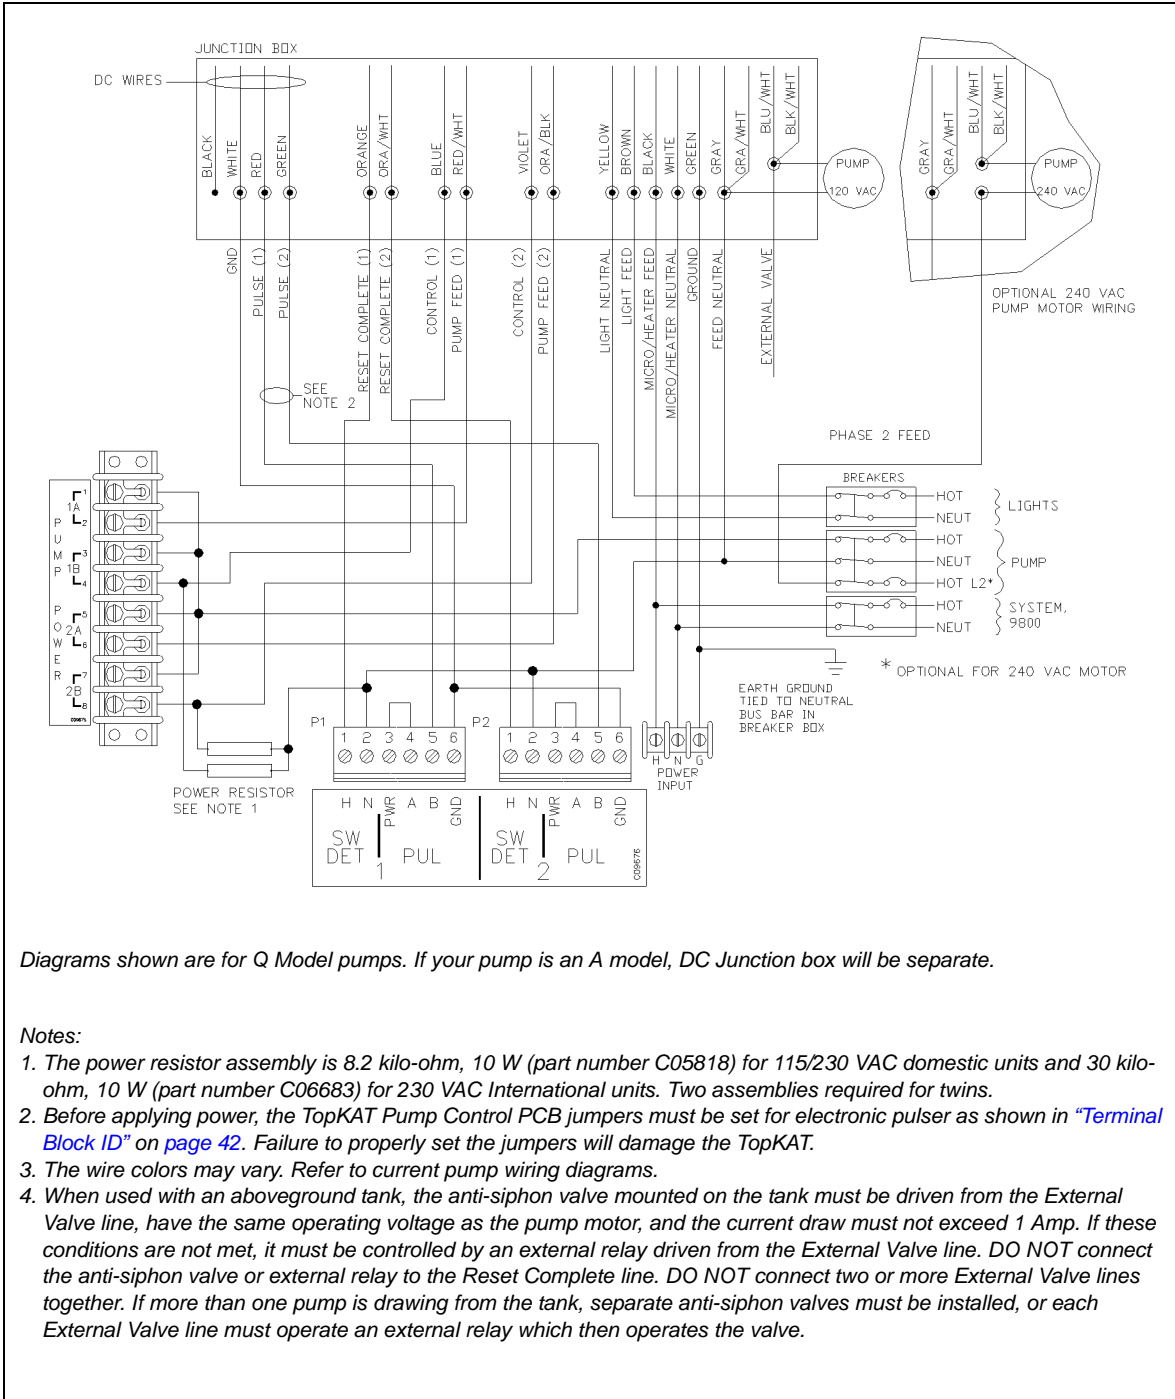 JUNCTION BOX
DC WIRES
BLACK
WHITE
RED
GREEN
ORANGE
ORA/WHT
BLUE
RED/WHT
VIOLET
ORA/BLK
YELLOW
BROWN
BLACK
WHITE
GREEN
GRAY
GRA/WHT
BLU/WHT
BLK/WHT
PUMP
120 VAC
GRAY
GRA/WHT
BLU/WHT
BLK/WHT
PUMP
240 VAC
OPTIONAL 240 VAC
PUMP MOTOR WIRING
GND
PULSE (1)
PULSE (2)
RESET COMPLETE (1)
RESET COMPLETE (2)
CONTROL (1)
PUMP FEED (1)
CONTROL (2)
PUMP FEED (2)
LIGHT NEUTRAL
LIGHT FEED
MICRO/HEATER FEED
MICRO/HEATER NEUTRAL
GROUND
FEED NEUTRAL
EXTERNAL VALVE
SEE
NOTE 2
PHASE 2 FEED
BREAKERS
HOT
NEUT
LIGHTS
HOT
NEUT
HOT L2*
PUMP
HOT
NEUT
SYSTEM,
9800
* OPTIONAL FOR 240 VAC MOTOR
EARTH GROUND
TIED TO NEUTRAL
BUS BAR IN
BREAKER BOX
PUMP POWER
1
1A
2
3
1B
4
5
2A
6
7
2B
8
C09675
POWER RESISTOR
SEE NOTE 1
P1
1 2 3 4 5 6
P2
1 2 3 4 5 6
H N G
POWER
INPUT
H N PWR A B GND
SW
DET
1
PUL
H N PWR A B GND
SW
DET
2
PUL
C09676
Diagrams shown are for Q Model pumps. If your pump is an A model, DC Junction box will be separate.
Notes:
1. The power resistor assembly is 8.2 kilo-ohm, 10 W (part number C05818) for 115/230 VAC domestic units and 30 kilo-
ohm, 10 W (part number C06683) for 230 VAC International units. Two assemblies required for twins.
2. Before applying power, the TopKAT Pump Control PCB jumpers must be set for electronic pulser as shown in “Terminal
Block ID” on page 42. Failure to properly set the jumpers will damage the TopKAT.
3. The wire colors may vary. Refer to current pump wiring diagrams.
4. When used with an aboveground tank, the anti-siphon valve mounted on the tank must be driven from the External
Valve line, have the same operating voltage as the pump motor, and the current draw must not exceed 1 Amp. If these
conditions are not met, it must be controlled by an external relay driven from the External Valve line. DO NOT connect
the anti-siphon valve or external relay to the Reset Complete line. DO NOT connect two or more External Valve lines
together. If more than one pump is drawing from the tank, separate anti-siphon valves must be installed, or each
External Valve line must operate an external relay which then operates the valve.